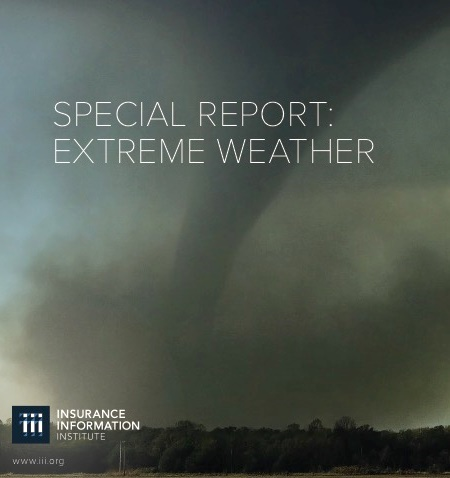 SPECIAL REPORT:
EXTREME WEATHER
iii
INSURANCE
INFORMATION
INSTITUTE
www.iii.org